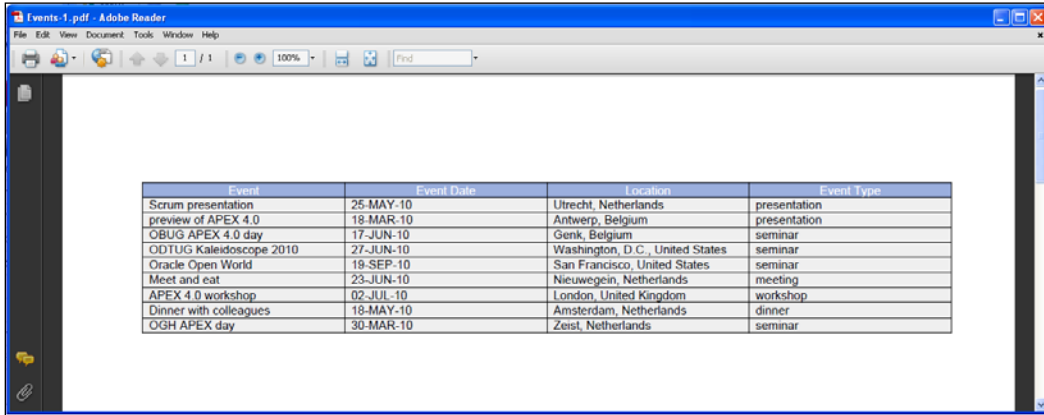 Events-1.pdf - Adobe Reader
File Edit View Document Tools Window Help
1 / 1 100% Find
Event Event Date Location Event Type
Scrum presentation 25-MAY-10 Utrecht, Netherlands presentation
preview of APEX 4.0 18-MAR-10 Antwerp, Belgium presentation
OBUG APEX 4.0 day 17-JUN-10 Genk, Belgium seminar
ODTUG Kaleidoscope 2010 27-JUN-10 Washington, D.C., United States seminar
Oracle Open World 19-SEP-10 San Francisco, United States seminar
Meet and eat 23-JUN-10 Nieuwegein, Netherlands meeting
APEX 4.0 workshop 02-JUL-10 London, United Kingdom workshop
Dinner with colleagues 18-MAY-10 Amsterdam, Netherlands dinner
OGH APEX day 30-MAR-10 Zeist, Netherlands seminar